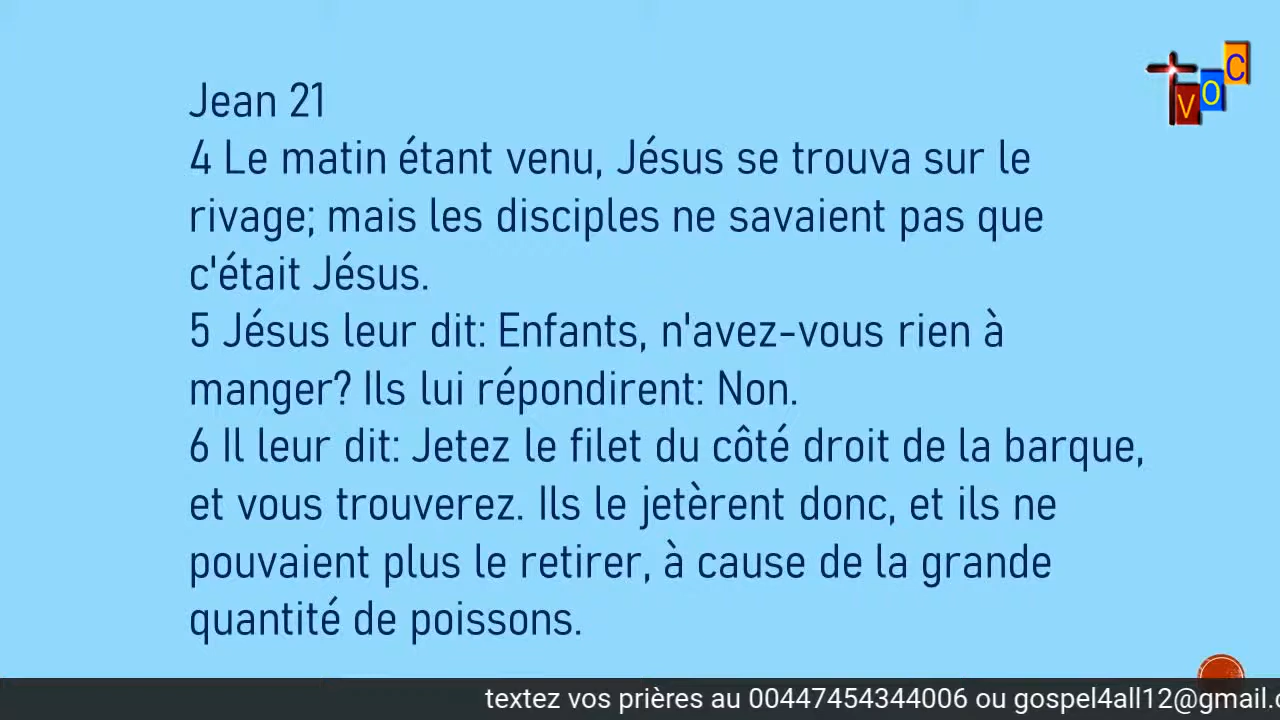 Jean 21
4 Le matin étant venu, Jésus se trouva sur le
rivage; mais les disciples ne savaient pas que
c'était Jésus.
5 Jésus leur dit: Enfants, n'avez-vous rien à
manger? Ils lui répondirent: Non.
6 Il leur dit: Jetez le filet du côté droit de la barque,
et vous trouverez. Ils le jetèrent donc, et ils ne
pouvaient plus le retirer, à cause de la grande
quantité de poissons.
VOC
textez vos prières au 00447454344006 ou gospel4all12@gmail.c